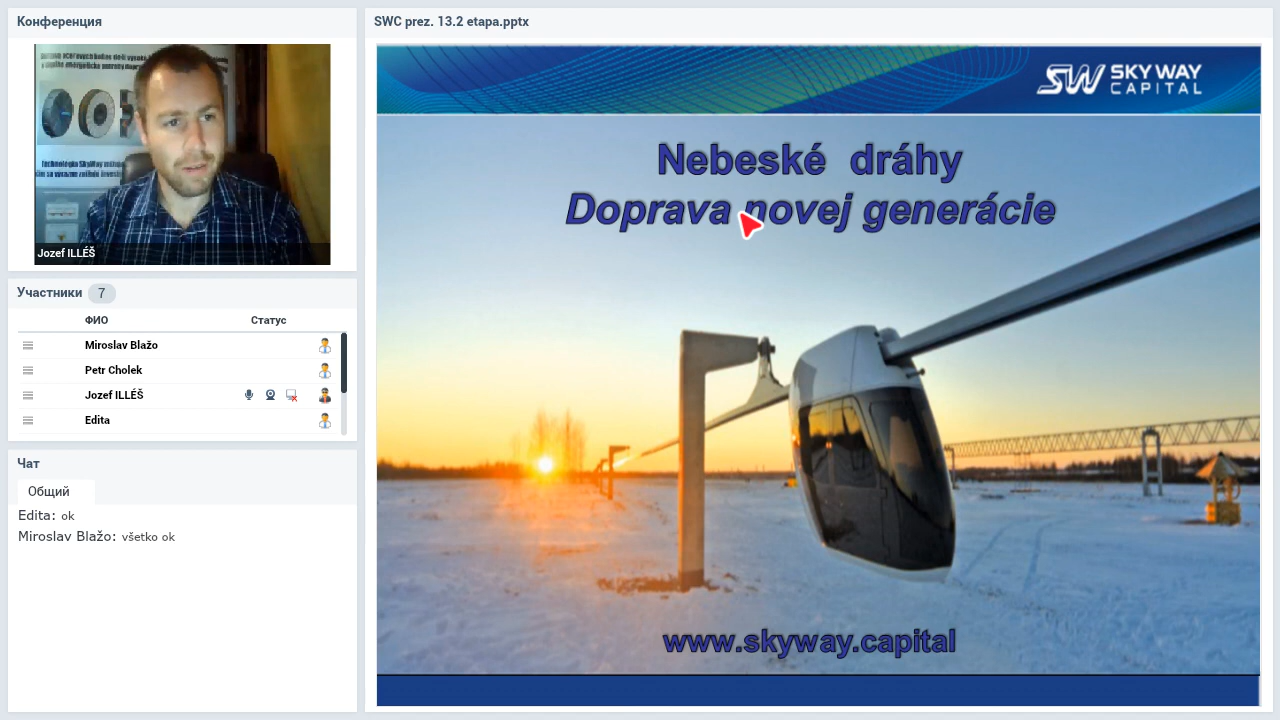 Конференция
Jozef ILLÉŠ
Участники 7
ФИО Статус
Miroslav Blažo
Petr Cholek
Jozef ILLÉŠ
Edita
Чат
Общий
Edita: ok
Miroslav Blažo: všetko ok
SWC prez. 13.2 etapa.pptx
SW SKY WAY
CAPITAL
Nebeské dráhy
Doprava novej generácie
www.skyway.capital